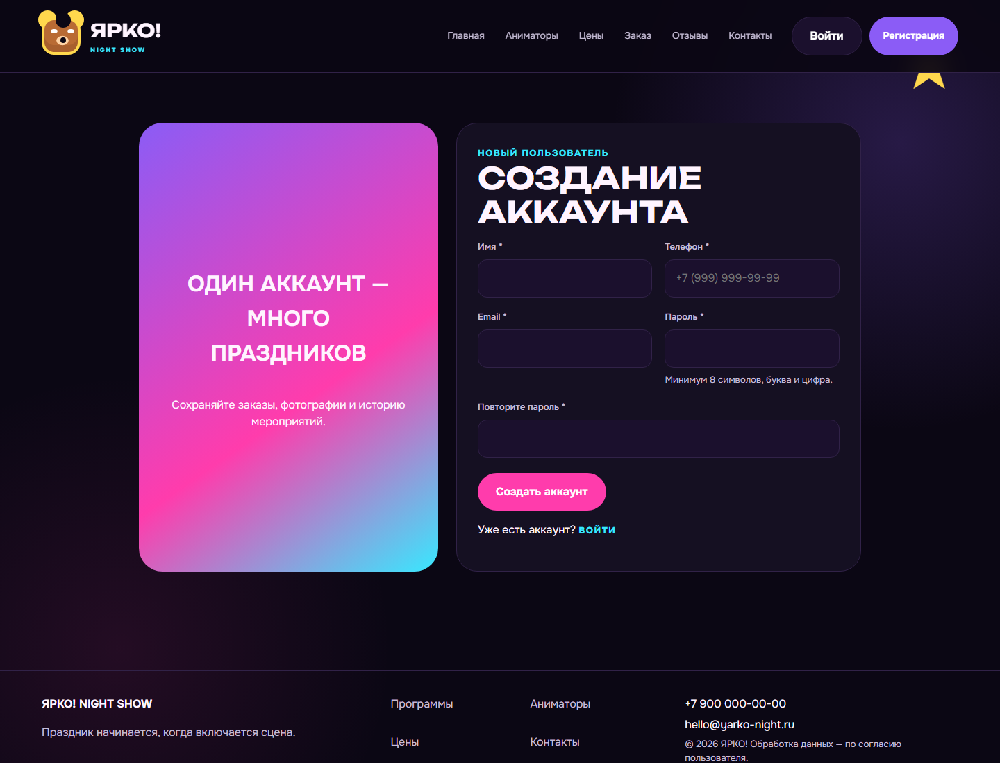 ЯРКО!
NIGHT SHOW
Главная
Аниматоры
Цены
Заказ
Отзывы
Контакты
Войти
Регистрация
ОДИН АККАУНТ —
МНОГО
ПРАЗДНИКОВ
Сохраняйте заказы, фотографии и историю
мероприятий.
НОВЫЙ ПОЛЬЗОВАТЕЛЬ
СОЗДАНИЕ
АККАУНТА
Имя *
Телефон *
+7 (999) 999-99-99
Email *
Пароль *
Минимум 8 символов, буква и цифра.
Повторите пароль *
Создать аккаунт
Уже есть аккаунт? ВОЙТИ
ЯРКО! NIGHT SHOW
Праздник начинается, когда включается сцена.
Программы
Аниматоры
Цены
Контакты
+7 900 000-00-00
hello@yarko-night.ru
© 2026 ЯРКО! Обработка данных — по согласию
пользователя.